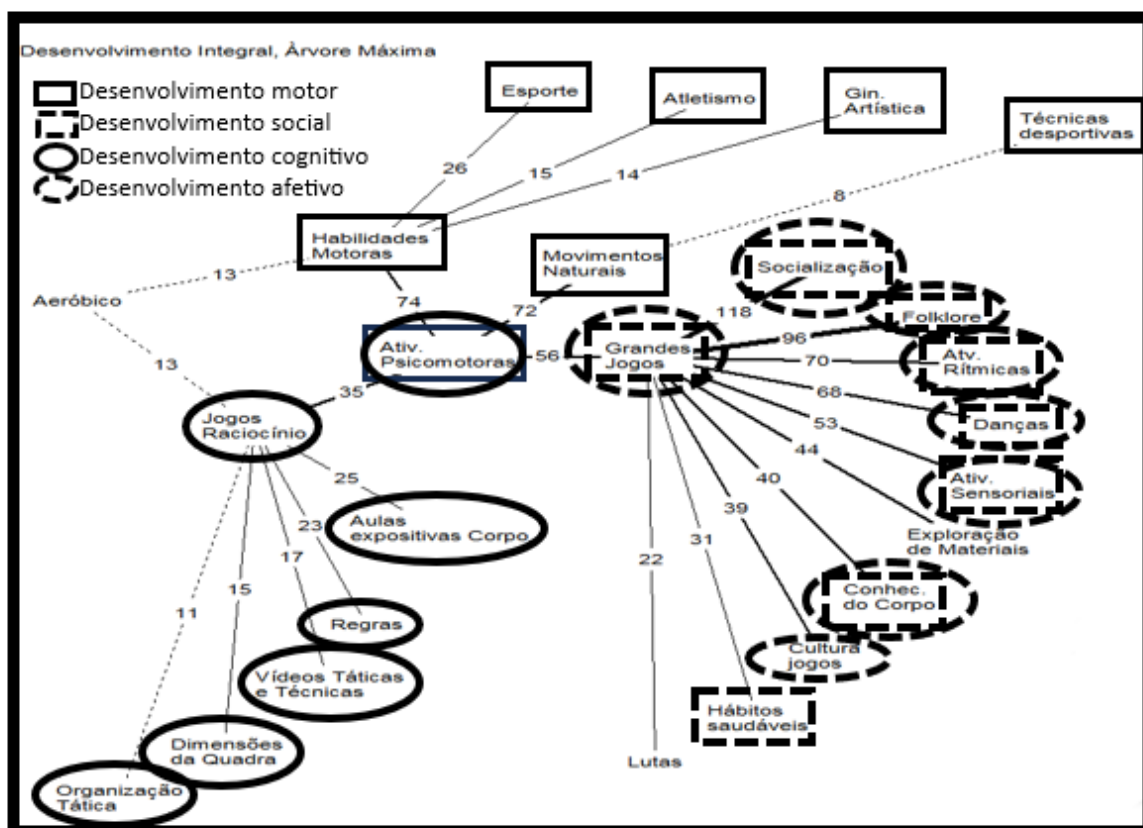 Desenvolvimento Integral, Àrvore Máxima
Desenvolvimento motor
Desenvolvimento social
Desenvolvimento cognitivo
Desenvolvimento afetivo
Esporte
Atletismo
Gin.
Artística
Técnicas
desportivas
26
15
14
8
Habilidades
Motoras
Movimentos
Naturais
Socialização
13
Aeróbico
74
72
118
Folklore
96
Ativ.
Psicomotoras
56
Grandes
Jogos
Atv.
Rítmicas
70
13
35
68
Danças
Jogos
Raciocínio
53
44
Ativ.
Sensoriais
25
40
39
Aulas
expositivas Corpo
23
31
Exploração
de Materiais
17
22
15
11
Conhec.
do Corpo
Regras
Cultura
jogos
Vídeos Táticas
e Técnicas
Hábitos
saudáveis
Dimensões
da Quadra
Lutas
Organização
Tática